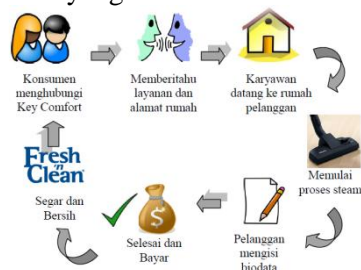 Konsumen
menghubungi
Key Comfort
Memberitahu
layanan dan
alamat rumah
Karyawan
datang ke rumah
pelanggan
Memulai
proses steam
Pelanggan
mengisi
biodata
$
Selesai dan
Bayar
Fresh
'n
Clean
Segar dan
Bersih